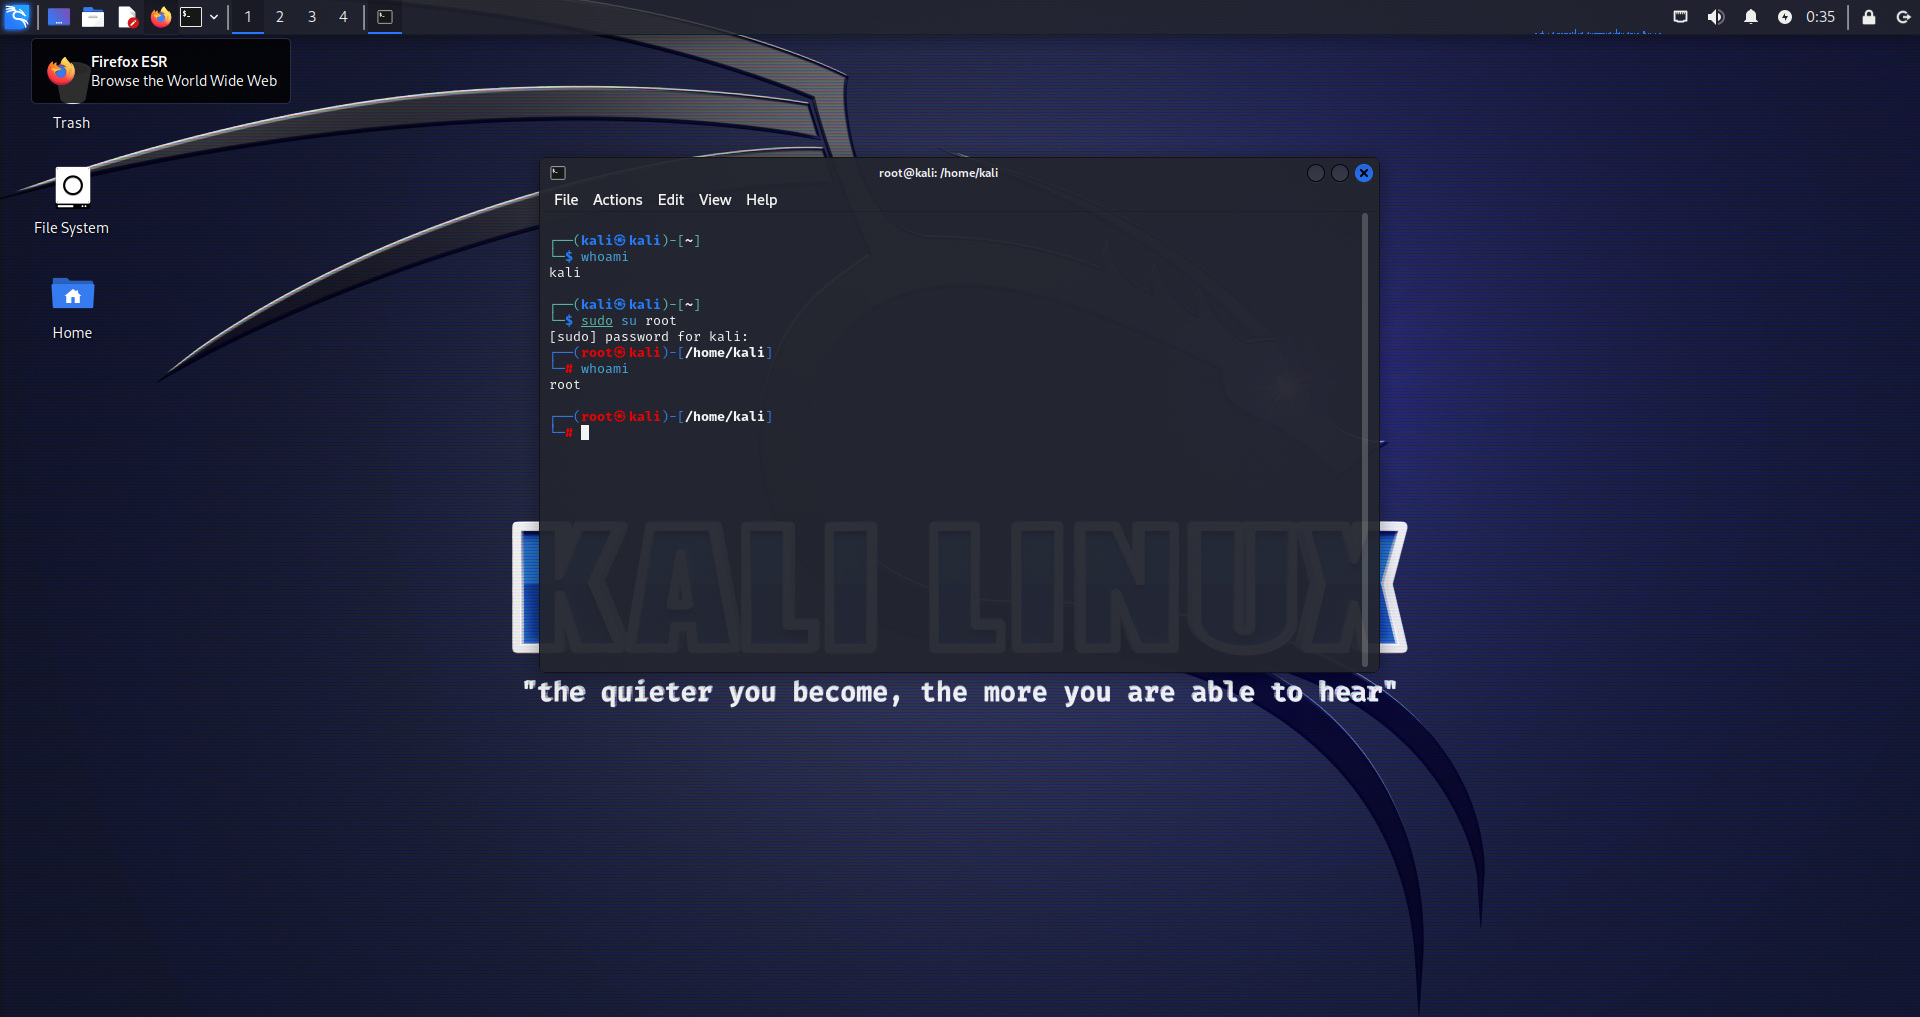 1 2 3 4
0:35
Firefox ESR
Browse the World Wide Web
Trash
File System
Home
root@kali: /home/kali
File Actions Edit View Help
┌──(kali㉿kali)-[~]
└─$ whoami
kali
┌──(kali㉿kali)-[~]
└─$ sudo su root
[sudo] password for kali:
┌──(root㉿kali)-[/home/kali]
└─# whoami
root
┌──(root㉿kali)-[/home/kali]
└─#
KALI LINUX
"the quieter you become, the more you are able to hear"